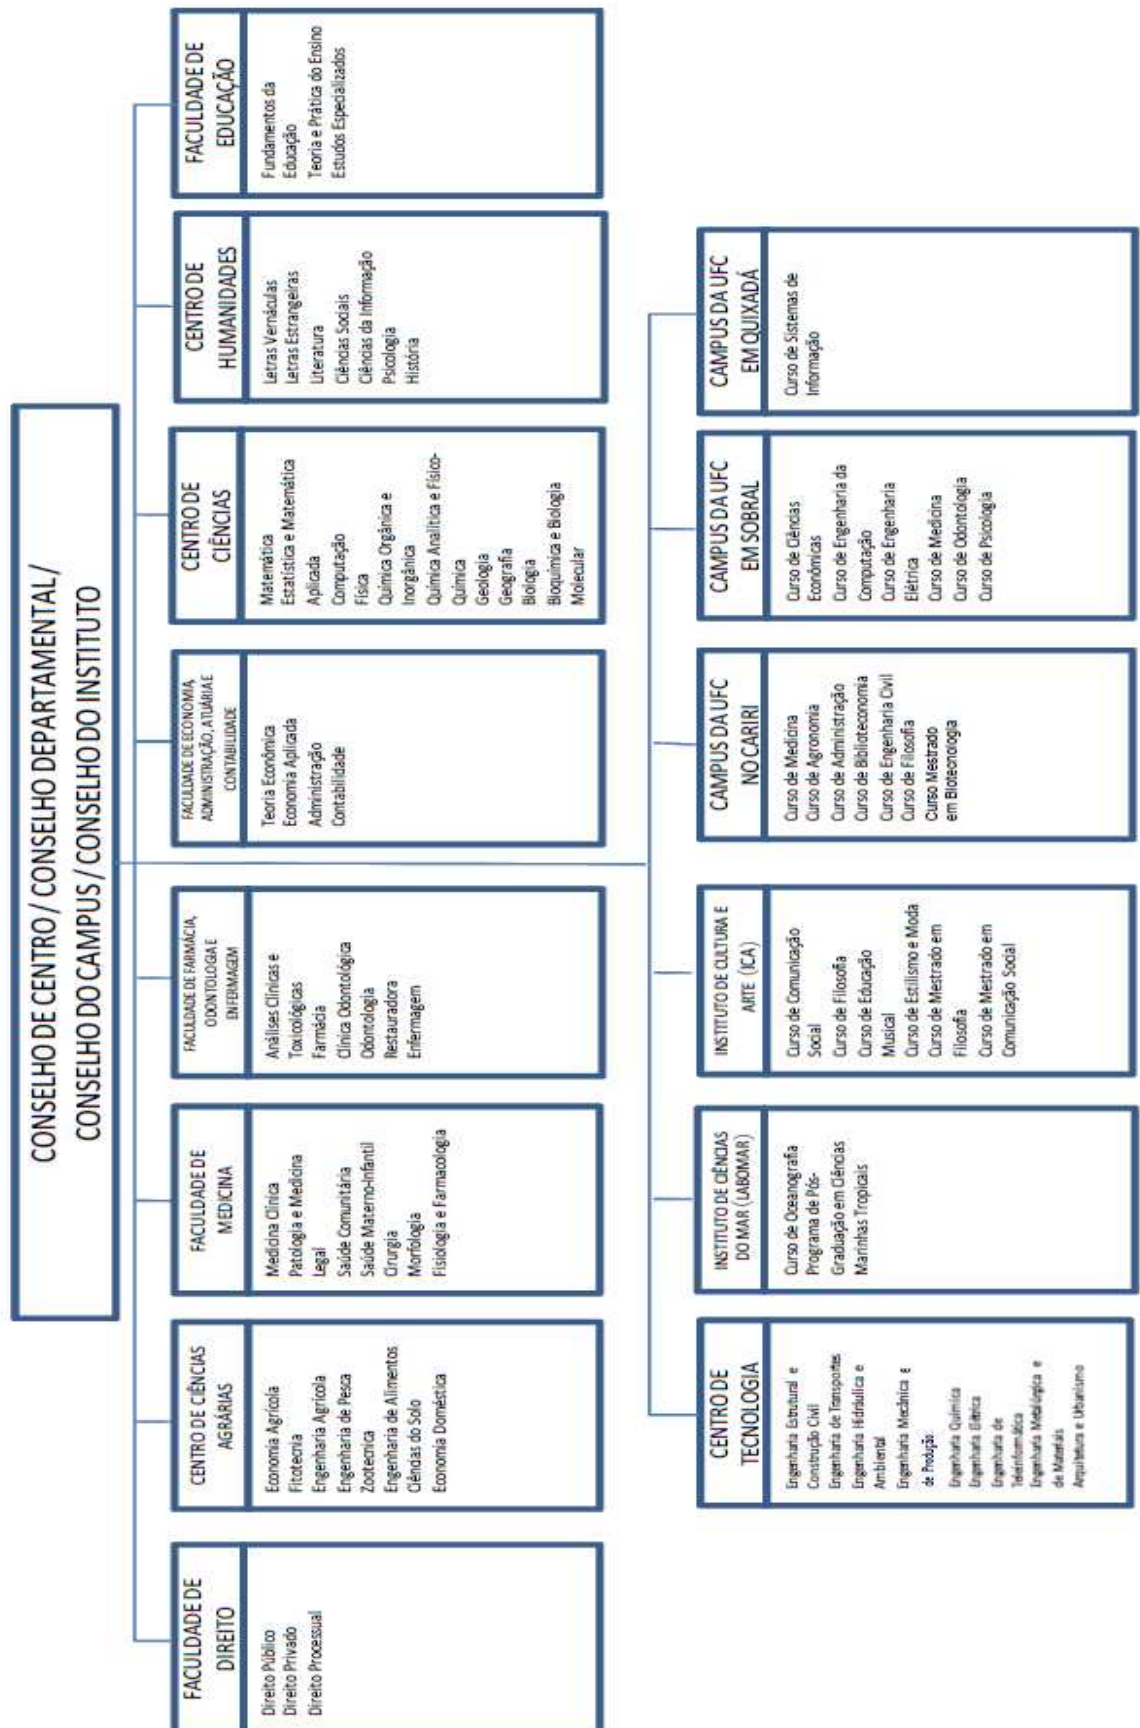 CONSELHO DE CENTRO / CONSELHO DEPARTAMENTAL /
CONSELHO DO CAMPUS / CONSELHO DO INSTITUTO
FACULDADE DE
DIREITO
Direito Público
Direito Privado
Direito Processual
CENTRO DE CIÊNCIAS
AGRÁRIAS
Economia Agrícola
Fitotecnia
Engenharia Agrícola
Engenharia de Pesca
Zootecnica
Engenharia de Alimentos
Ciências do Solo
Economia Doméstica
FACULDADE DE
MEDICINA
Medicina Clínica
Patologia e Medicina
Legal
Saúde Comunitária
Saúde Materno-Infantil
Cirurgia
Morfologia
Fisiologia e Farmacologia
FACULDADE DE FARMÁCIA,
ODONTOLOGIA E
ENFERMAGEM
Análises Clínicas e
Toxicológicas
Farmácia
Clínica Odontológica
Odontologia
Restauradora
Enfermagem
FACULDADE DE ECONOMIA,
ADMINISTRAÇÃO, ATUÁRIA E
CONTABILIDADE
Teoria Econômica
Economia Aplicada
Administração
Contabilidade
CENTRO DE
CIÊNCIAS
Matemática
Estatística e Matemática
Aplicada
Computação
Física
Química Orgânica e
Inorgânica
Química Analítica e Físico-
Química
Geologia
Geografia
Biologia
Bioquímica e Biologia
Molecular
CENTRO DE
HUMANIDADES
Letras Vernáculas
Letras Estrangeiras
Literatura
Ciências Sociais
Ciências da Informação
Psicologia
História
FACULDADE DE
EDUCAÇÃO
Fundamentos da
Educação
Teoria e Prática do Ensino
Estudos Especializados
CENTRO DE
TECNOLOGIA
Engenharia Estrutural e
Construção Civil
Engenharia de Transportes
Engenharia Hidráulica e
Ambiental
Engenharia Mecânica e
de Produção
Engenharia Química
Engenharia Elétrica
Engenharia de
Teleinformática
Engenharia Metalúrgica e
de Materiais
Arquitetura e Urbanismo
INSTITUTO DE CIÊNCIAS
DO MAR (LABOMAR)
Curso de Oceanografia
Programa de Pós-
Graduação em Ciências
Marinhas Tropicais
INSTITUTO DE CULTURA E
ARTE (ICA)
Curso de Comunicação
Social
Curso de Filosofia
Curso de Educação
Musical
Curso de Estilismo e Moda
Curso de Mestrado em
Filosofia
Curso de Mestrado em
Comunicação Social
CAMPUS DA UFC
NO CARIRI
Curso de Medicina
Curso de Agronomia
Curso de Administração
Curso de Biblioteconomia
Curso de Engenharia Civil
Curso de Filosofia
Curso Mestrado
em Biotecnologia
CAMPUS DA UFC
EM SOBRAL
Curso de Ciências
Econômicas
Curso de Engenharia da
Computação
Curso de Engenharia
Elétrica
Curso de Medicina
Curso de Odontologia
Curso de Psicologia
CAMPUS DA UFC
EM QUIXADÁ
Curso de Sistemas de
Informação